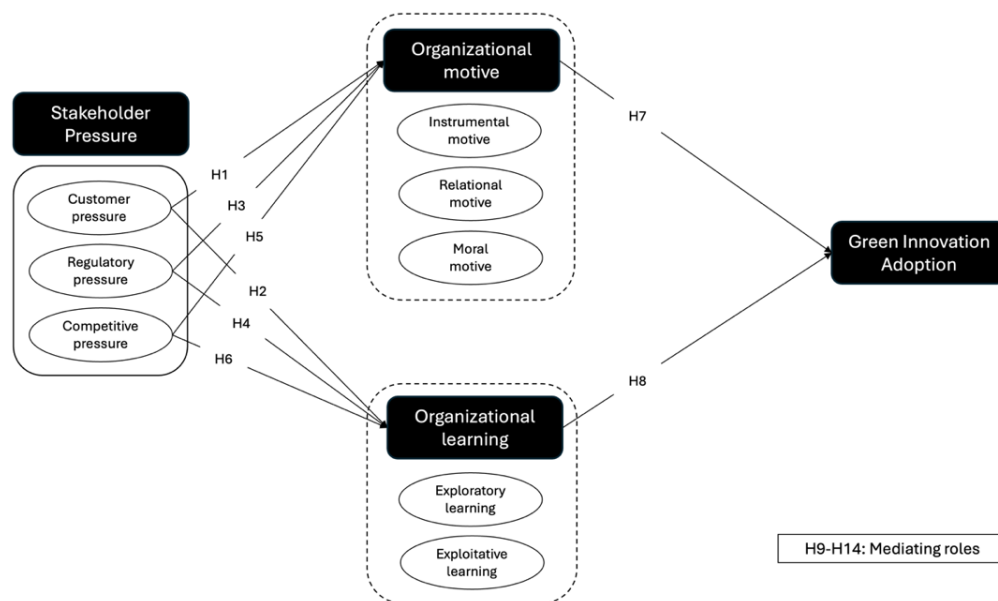 Organizational
motive
Stakeholder
Pressure
Instrumental
motive
Relational
motive
Moral
motive
Customer
pressure
Regulatory
pressure
Competitive
pressure
H1
H3
H5
H2
H4
H6
H7
H8
Green Innovation
Adoption
Organizational
learning
Exploratory
learning
Exploitative
learning
H9-H14: Mediating roles